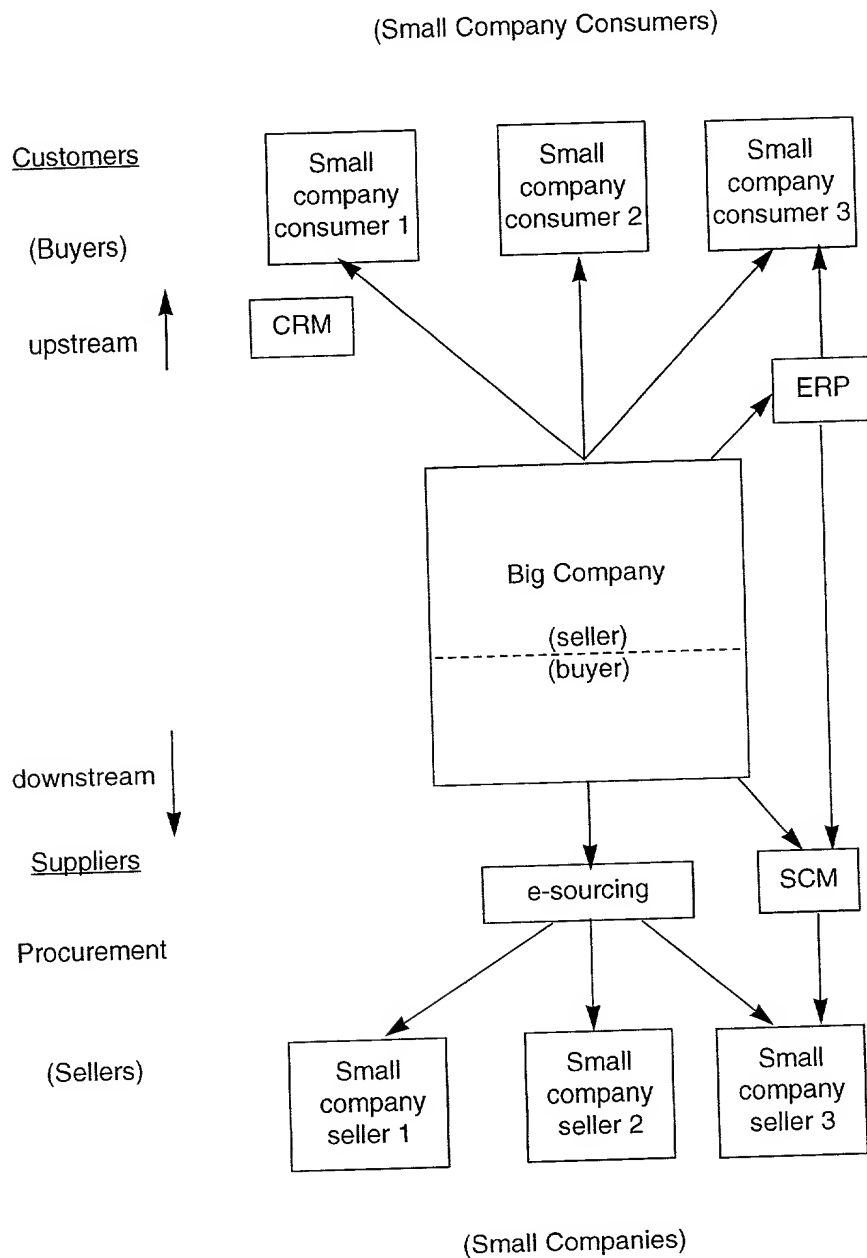 (Small Company Consumers)
Customers
(Buyers)
upstream
Small
company
consumer 1
Small
company
consumer 2
Small
company
consumer 3
CRM
ERP
Big Company
(seller)
(buyer)
downstream
Suppliers
Procurement
(Sellers)
e-sourcing
SCM
Small
company
seller 1
Small
company
seller 2
Small
company
seller 3
(Small Companies)